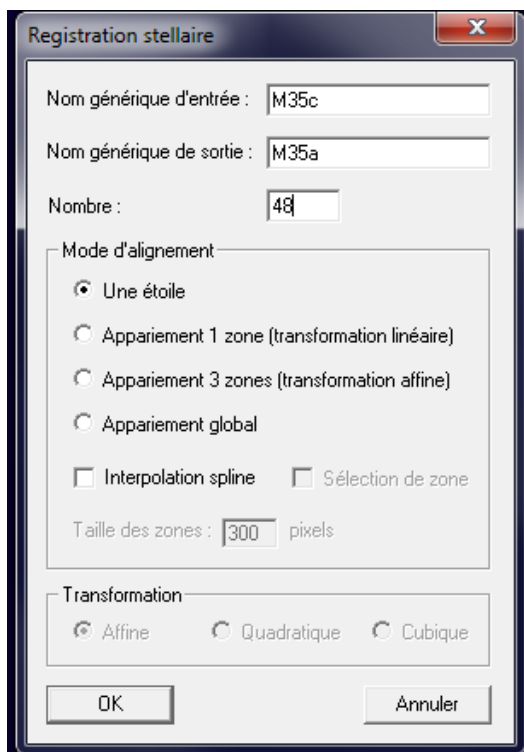 Registration stellaire
Nom générique d'entrée : M35c
Nom générique de sortie : M35a
Nombre : 48
Mode d'alignement
Une étoile
Appariement 1 zone (transformation linéaire)
Appariement 3 zones (transformation affine)
Appariement global
Interpolation spline Sélection de zone
Taille des zones : 300 pixels
Transformation
Affine Quadratique Cubique
OK Annuler